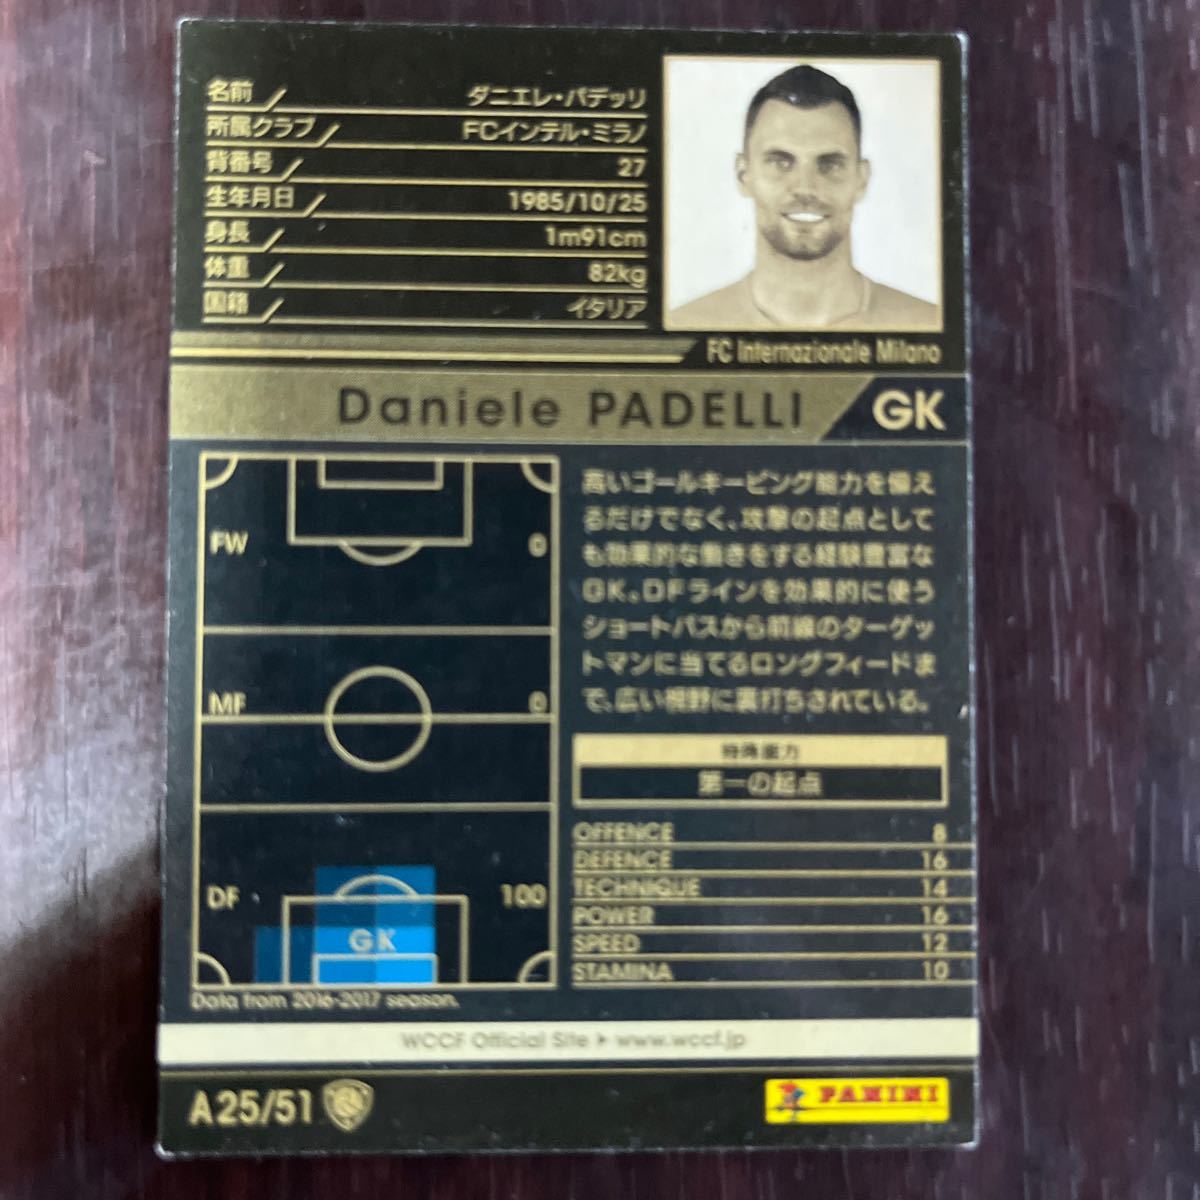 名前 ダニエレ・パデッリ
所属クラブ FCインテル・ミラノ
背番号 27
生年月日 1985/10/25
身長 1m91cm
体重 82kg
国籍 イタリア
FC Internazionale Milano
Daniele PADELLI GK
高いゴールキーピング能力を備え
るだけでなく、攻撃の起点として
も効果的な働きをする経験豊富な
GK。DFラインを効果的に使う
ショートパスから前線のターゲッ
トマンに当てるロングフィードま
で、広い視野に裏打ちされている。
FW 0
MF 0
DF 100
GK
Data from 2016-2017 season.
特殊能力
第一の起点
OFFENCE 8
DEFENCE 16
TECHNIQUE 14
POWER 16
SPEED 12
STAMINA 10
WCCF Official Site ▶ www.wccf.jp
A25/51
PANINI